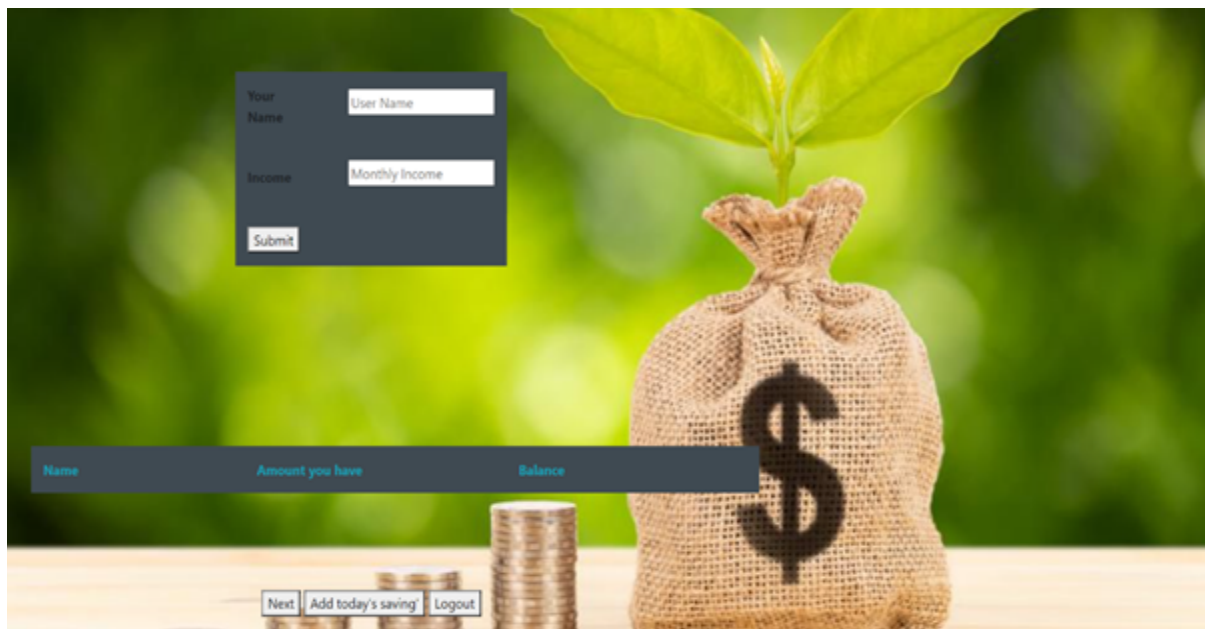 Your
Name
User Name
Income
Monthly Income
Submit
Name Amount you have Balance
$
Next Add today's saving' Logout